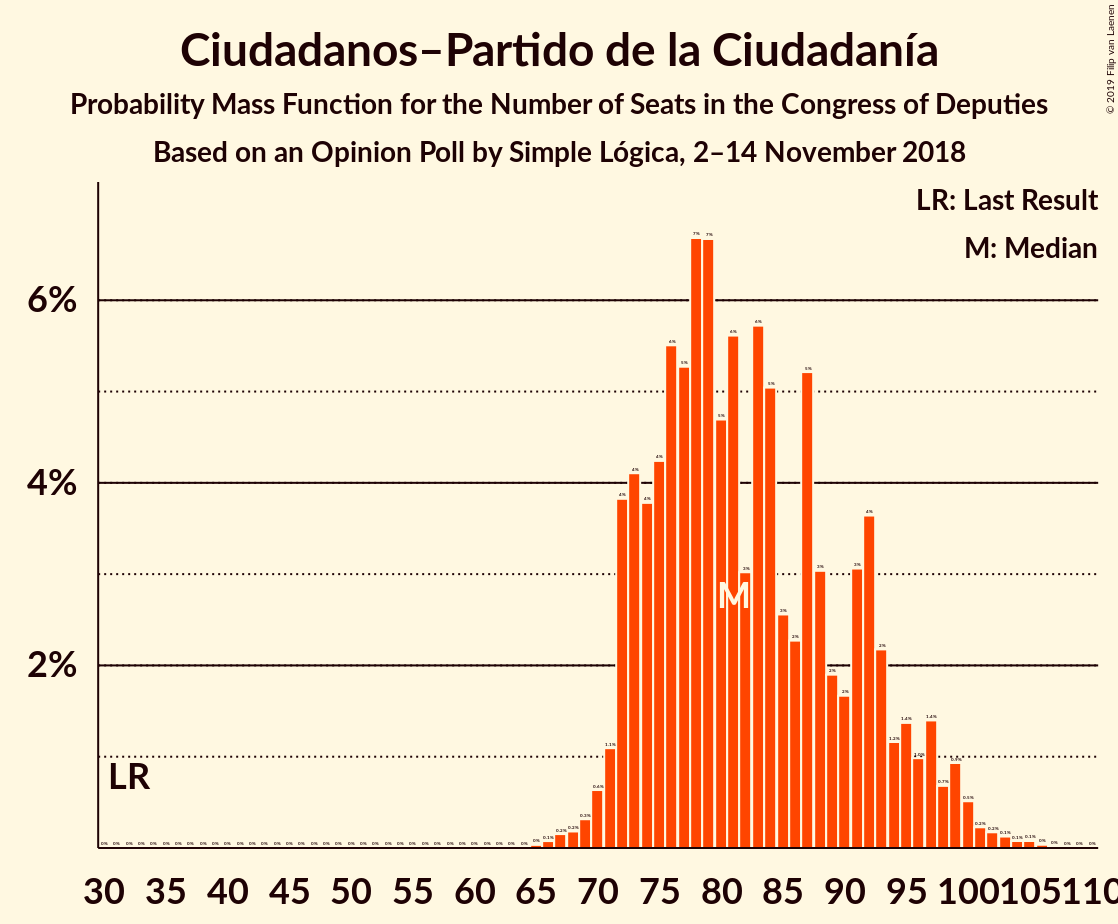 Ciudadanos–Partido de la Ciudadanía
Probability Mass Function for the Number of Seats in the Congress of Deputies
Based on an Opinion Poll by Simple Lógica, 2–14 November 2018
© 2019 Filip van Laenen
LR: Last Result
M: Median
6%
4%
2%
LR
M
30 35 40 45 50 55 60 65 70 75 80 85 90 95 100 105 110